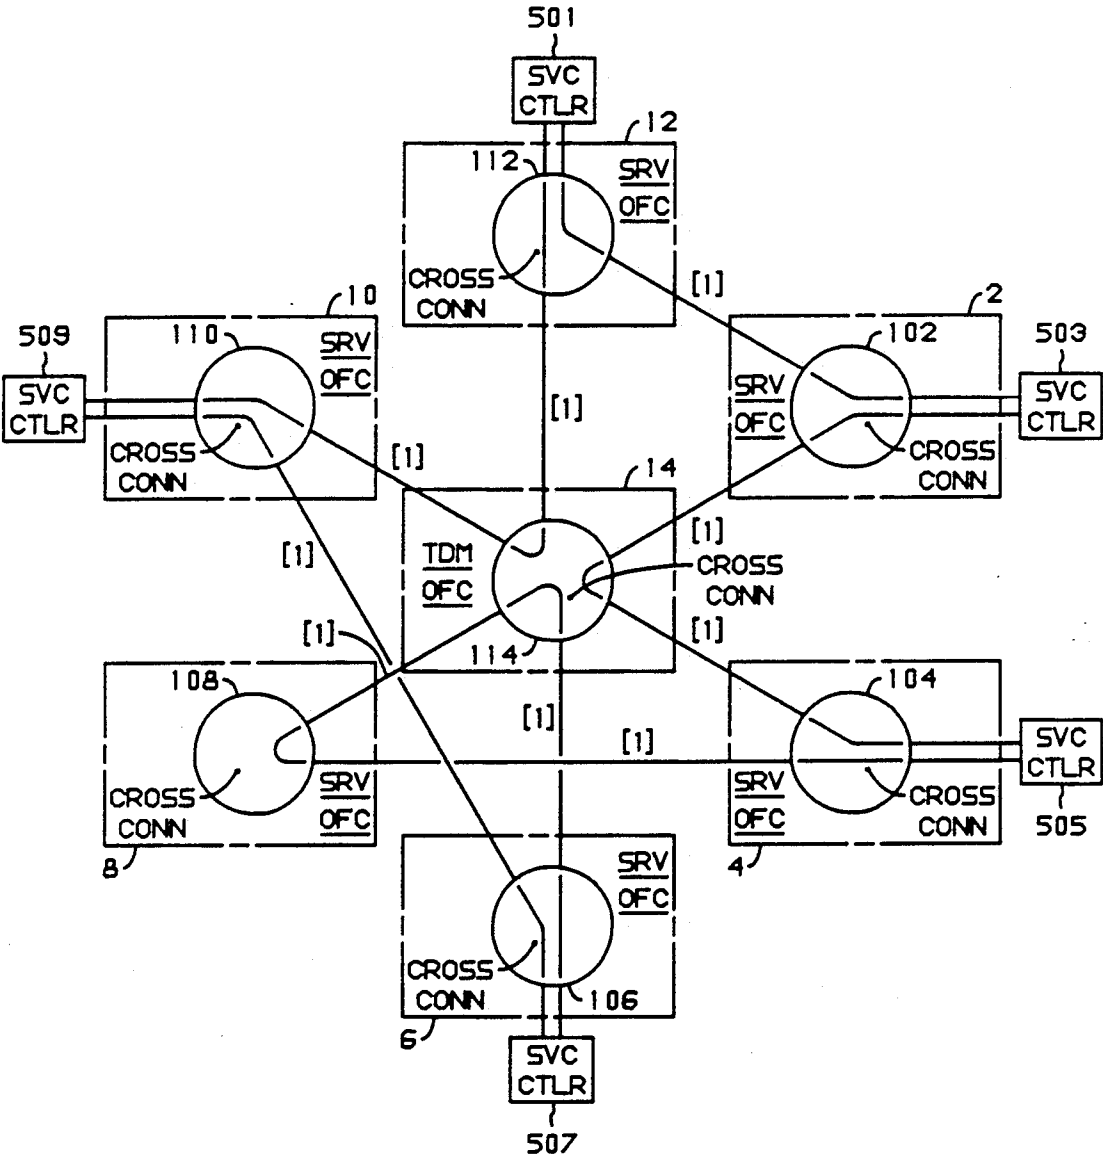 501
SVC
CTLR
12
112
SRV
OFC
CROSS
CONN
[1]
10
110
SRV
OFC
509
SVC
CTLR
CROSS
CONN
2
102
503
SRV
OFC
SVC
CTLR
CROSS
CONN
[1]
[1]
14
[1]
[1]
TDM
OFC
CROSS
CONN
114
[1]
[1]
108
CROSS
CONN
SRV
OFC
8
[1]
[1]
104
SRV
OFC
SVC
CTLR
CROSS
CONN
505
4
SRV
OFC
CROSS
CONN
106
6
SVC
CTLR
507